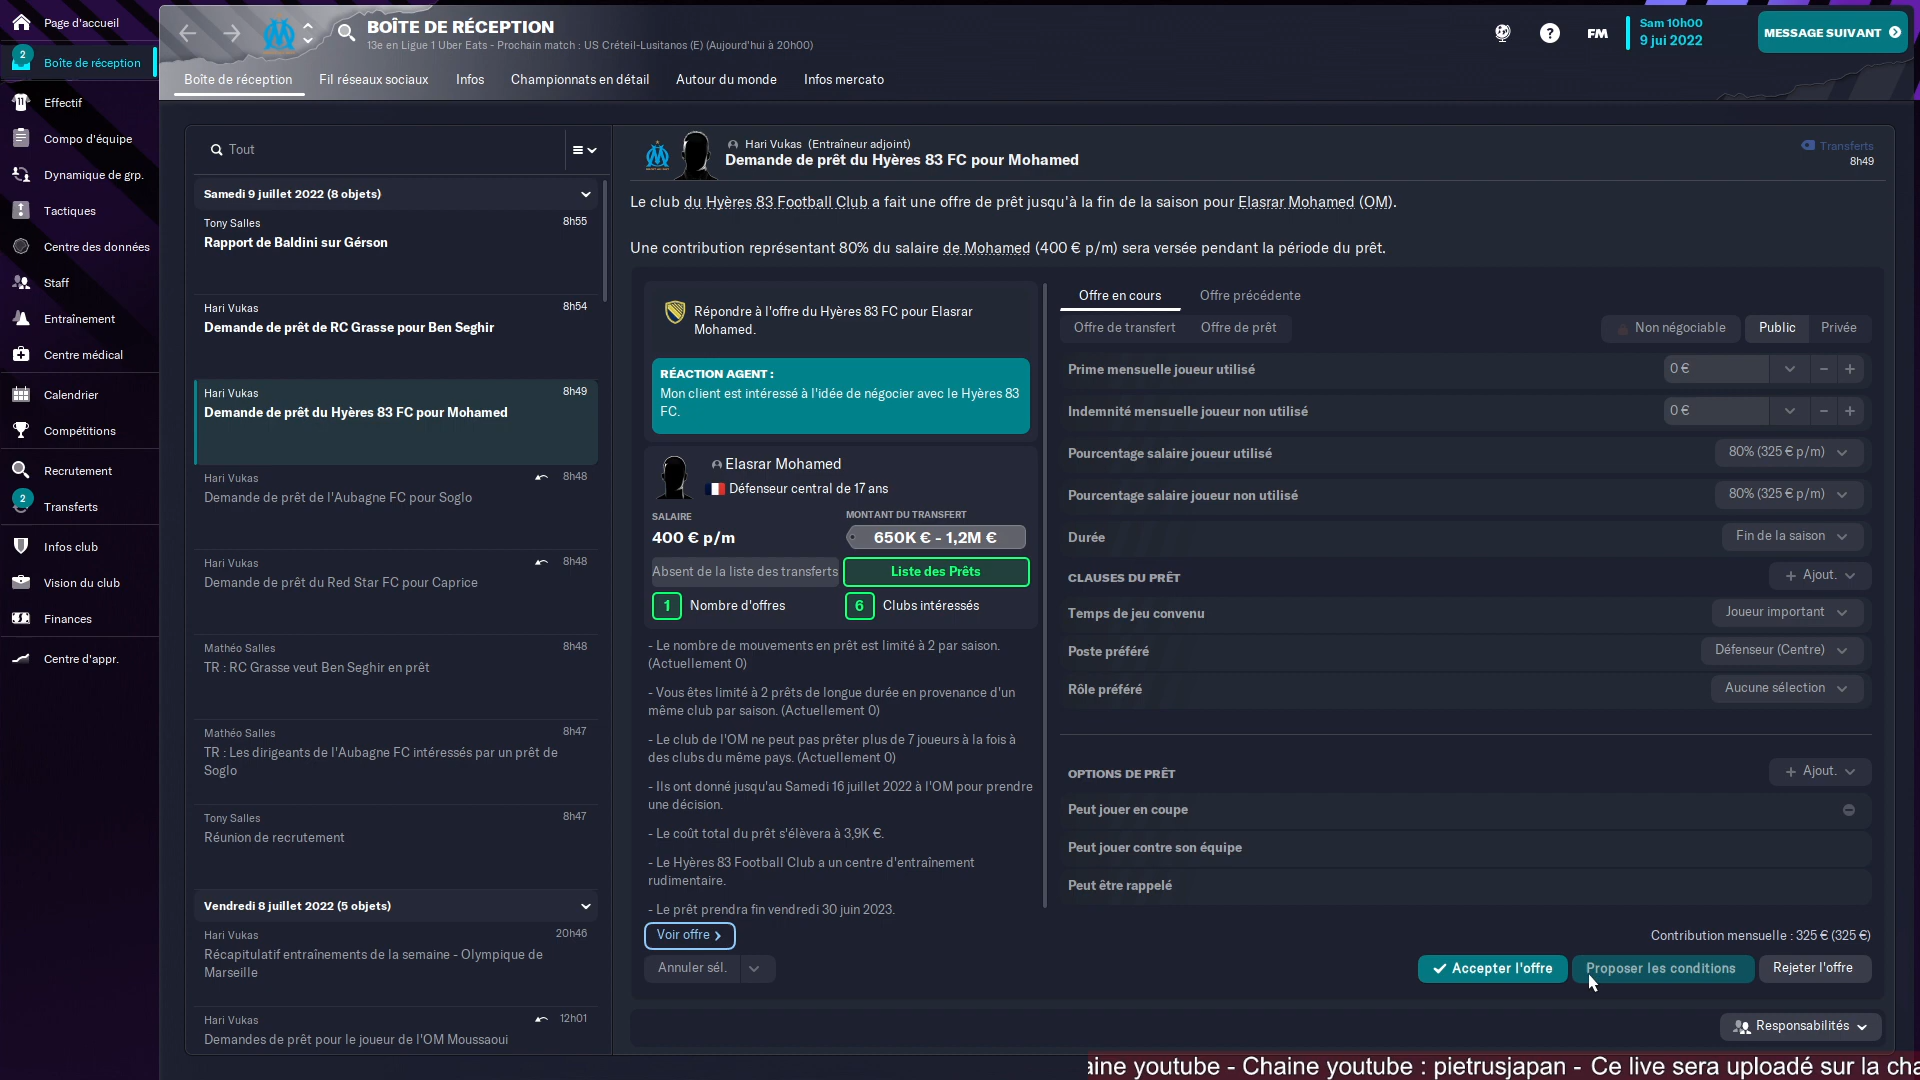 Page d'accueil
2
Boîte de réception
Effectif
Compo d'équipe
Dynamique de grp.
Tactiques
Centre des données
Staff
Entraînement
Centre médical
Calendrier
Compétitions
Recrutement
2
Transferts
Infos club
Vision du club
Finances
Centre d'appr.
BOÎTE DE RÉCEPTION
13e en Ligue 1 Uber Eats - Prochain match : US Créteil-Lusitanos (E) (Aujourd'hui à 20h00)
FM
Sam 10h00
9 jui 2022
MESSAGE SUIVANT
Boîte de réception
Fil réseaux sociaux
Infos
Championnats en détail
Autour du monde
Infos mercato
Tout
Samedi 9 juillet 2022 (8 objets)
Tony Salles 8h55
Rapport de Baldini sur Gérson
Hari Vukas 8h54
Demande de prêt de RC Grasse pour Ben Seghir
Hari Vukas 8h49
Demande de prêt du Hyères 83 FC pour Mohamed
Hari Vukas 8h48
Demande de prêt de l'Aubagne FC pour Soglo
Hari Vukas 8h48
Demande de prêt du Red Star FC pour Caprice
Mathéo Salles 8h48
TR : RC Grasse veut Ben Seghir en prêt
Mathéo Salles 8h47
TR : Les dirigeants de l'Aubagne FC intéressés par un prêt de
Soglo
Tony Salles 8h47
Réunion de recrutement
Vendredi 8 juillet 2022 (5 objets)
Hari Vukas 20h46
Récapitulatif entraînements de la semaine - Olympique de
Marseille
Hari Vukas 12h01
Demandes de prêt pour le joueur de l'OM Moussaoui
Hari Vukas (Entraîneur adjoint)
Demande de prêt du Hyères 83 FC pour Mohamed
Transferts
8h49
Le club du Hyères 83 Football Club a fait une offre de prêt jusqu'à la fin de la saison pour Elasrar Mohamed (OM).
Une contribution représentant 80% du salaire de Mohamed (400 € p/m) sera versée pendant la période du prêt.
Répondre à l'offre du Hyères 83 FC pour Elasrar
Mohamed.
RÉACTION AGENT :
Mon client est intéressé à l'idée de négocier avec le Hyères 83
FC.
Elasrar Mohamed
Défenseur central de 17 ans
SALAIRE
400 € p/m
MONTANT DU TRANSFERT
650K € - 1,2M €
Absent de la liste des transferts
Liste des Prêts
1 Nombre d'offres
6 Clubs intéressés
- Le nombre de mouvements en prêt est limité à 2 par saison.
(Actuellement 0)
- Vous êtes limité à 2 prêts de longue durée en provenance d'un
même club par saison. (Actuellement 0)
- Le club de l'OM ne peut pas prêter plus de 7 joueurs à la fois à
des clubs du même pays. (Actuellement 0)
- Ils ont donné jusqu'au Samedi 16 juillet 2022 à l'OM pour prendre
une décision.
- Le coût total du prêt s'élèvera à 3,9K €.
- Le Hyères 83 Football Club a un centre d'entraînement
rudimentaire.
- Le prêt prendra fin vendredi 30 juin 2023.
Voir offre
Annuler sél.
Offre en cours
Offre précédente
Offre de transfert
Offre de prêt
Non négociable
Public
Privée
Prime mensuelle joueur utilisé 0 €
Indemnité mensuelle joueur non utilisé 0 €
Pourcentage salaire joueur utilisé 80% (325 € p/m)
Pourcentage salaire joueur non utilisé 80% (325 € p/m)
Durée Fin de la saison
CLAUSES DU PRÊT + Ajout.
Temps de jeu convenu Joueur important
Poste préféré Défenseur (Centre)
Rôle préféré Aucune sélection
OPTIONS DE PRÊT + Ajout.
Peut jouer en coupe
Peut jouer contre son équipe
Peut être rappelé
Contribution mensuelle : 325 € (325 €)
Accepter l'offre
Proposer les conditions
Rejeter l'offre
Responsabilités
aine youtube - Chaine youtube : pietrusjapan - Ce live sera uploadé sur la cha